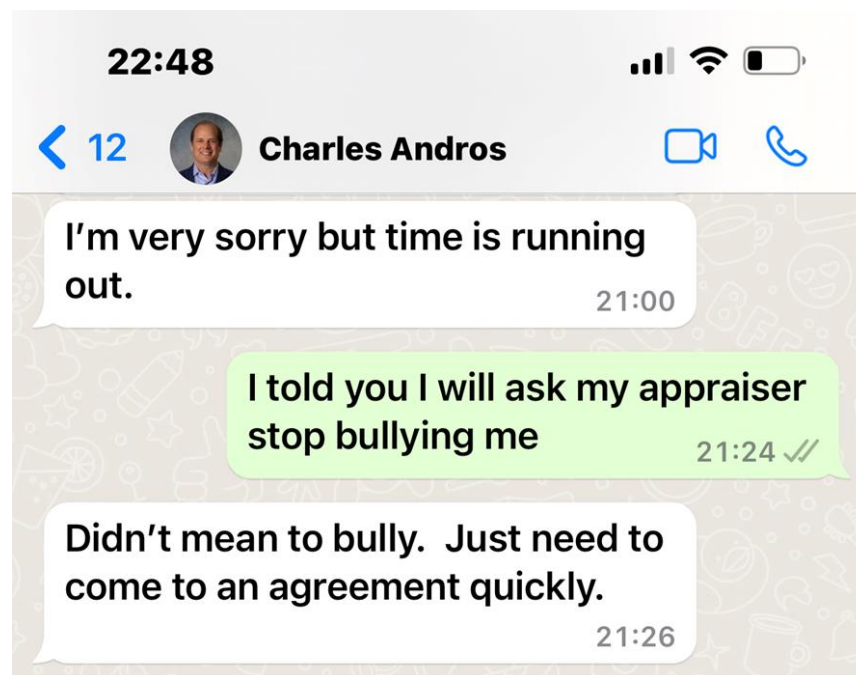 22:48
12 Charles Andros
I’m very sorry but time is running
out.
21:00
I told you I will ask my appraiser
stop bullying me
21:24
Didn’t mean to bully.  Just need to
come to an agreement quickly.
21:26